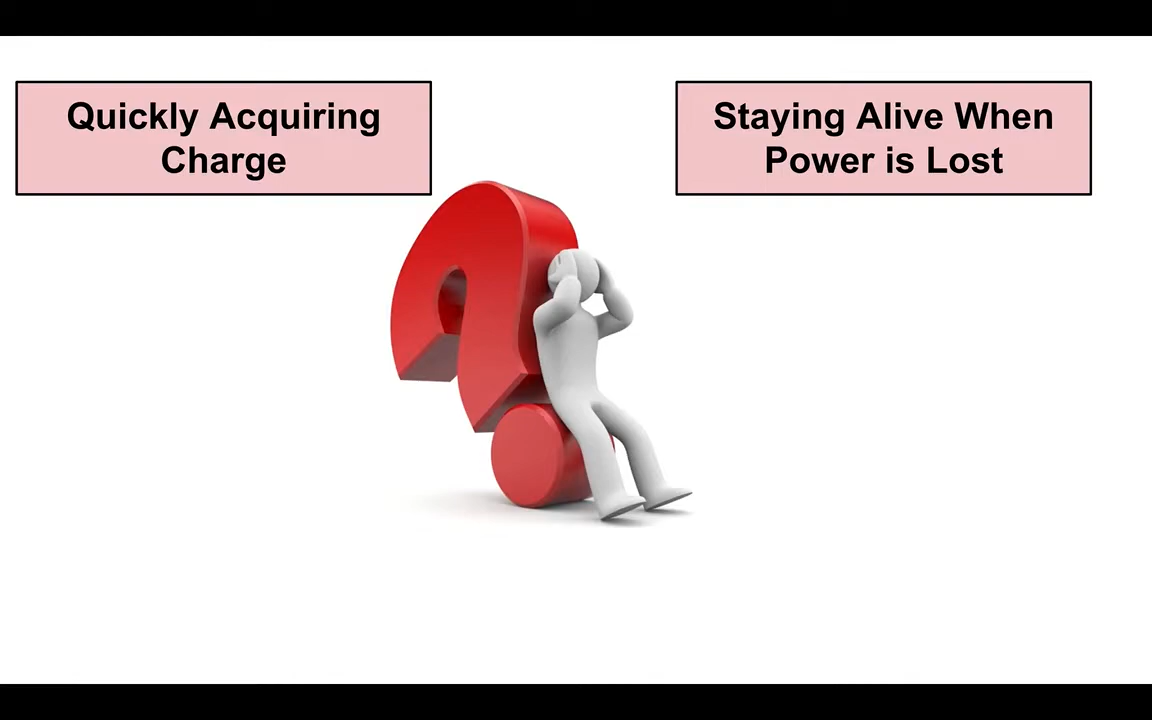 Quickly Acquiring
Charge
Staying Alive When
Power is Lost